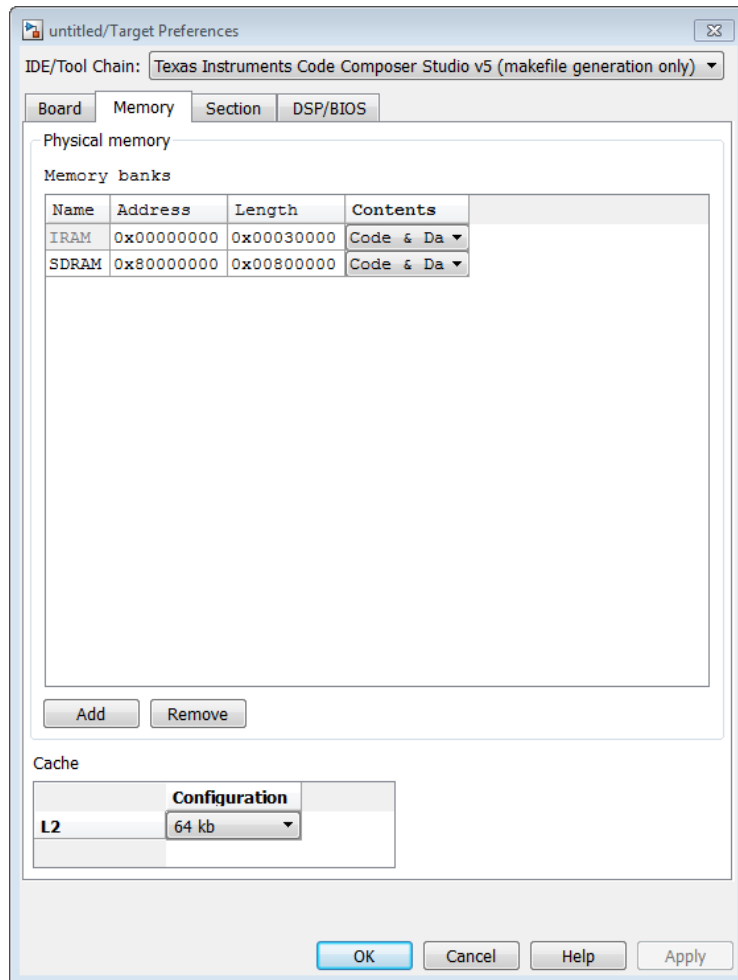 untitled/Target Preferences
IDE/Tool Chain: Texas Instruments Code Composer Studio v5 (makefile generation only)
Board Memory Section DSP/BIOS
Physical memory
Memory banks
Name Address Length Contents
IRAM 0x00000000 0x00030000 Code & Da
SDRAM 0x80000000 0x00800000 Code & Da
Add Remove
Cache
Configuration
L2 64 kb
OK Cancel Help Apply